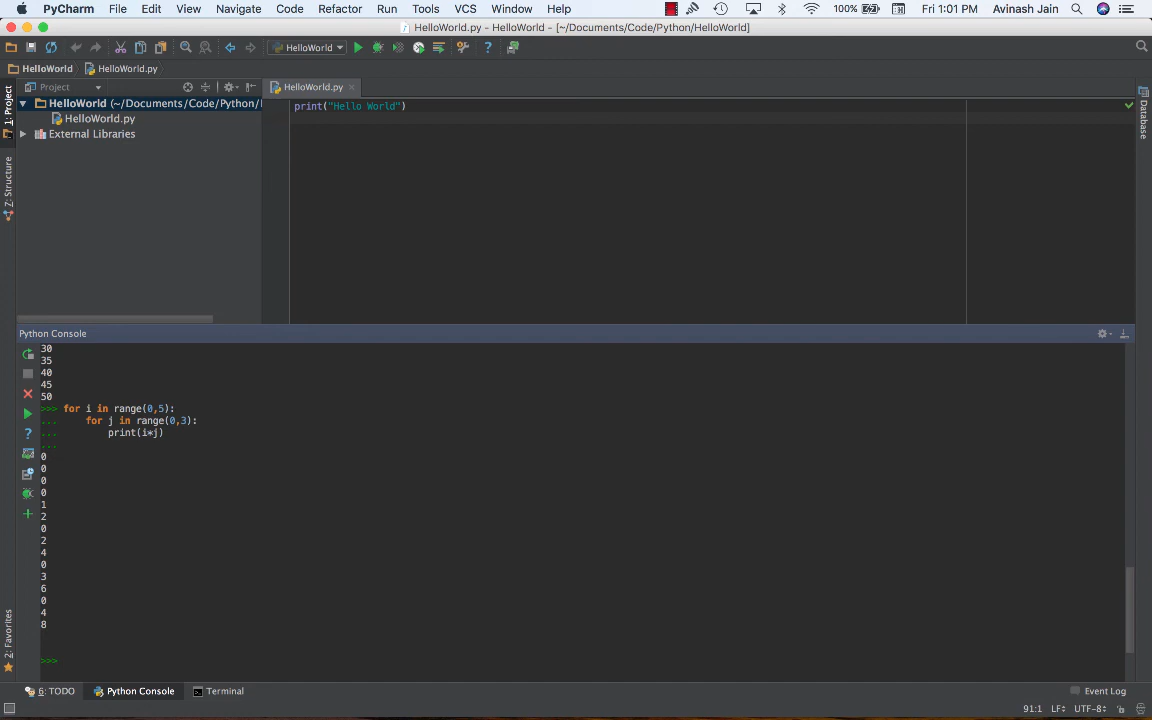 PyCharm File Edit View Navigate Code Refactor Run Tools VCS Window Help 100% Fri 1:01 PM Avinash Jain
HelloWorld.py - HelloWorld - [~/Documents/Code/Python/HelloWorld]
HelloWorld
HelloWorld HelloWorld.py
Project HelloWorld.py
1: Project
Z: Structure
2: Favorites
HelloWorld (~/Documents/Code/Python/
HelloWorld.py
External Libraries
print("Hello World")
Database
Python Console
30
35
40
45
50
>>> for i in range(0,5):
... for j in range(0,3):
... print(i*j)
...
0
0
0
0
1
2
0
2
4
0
3
6
0
4
8
>>>
6: TODO Python Console Terminal Event Log
91:1 LF UTF-8